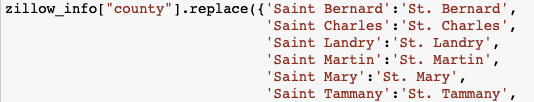 zillow_info["county"].replace({'Saint Bernard':'St. Bernard',
'Saint Charles':'St. Charles',
'Saint Landry':'St. Landry',
'Saint Martin':'St. Martin',
'Saint Mary':'St. Mary',
'Saint Tammany':'St. Tammany',